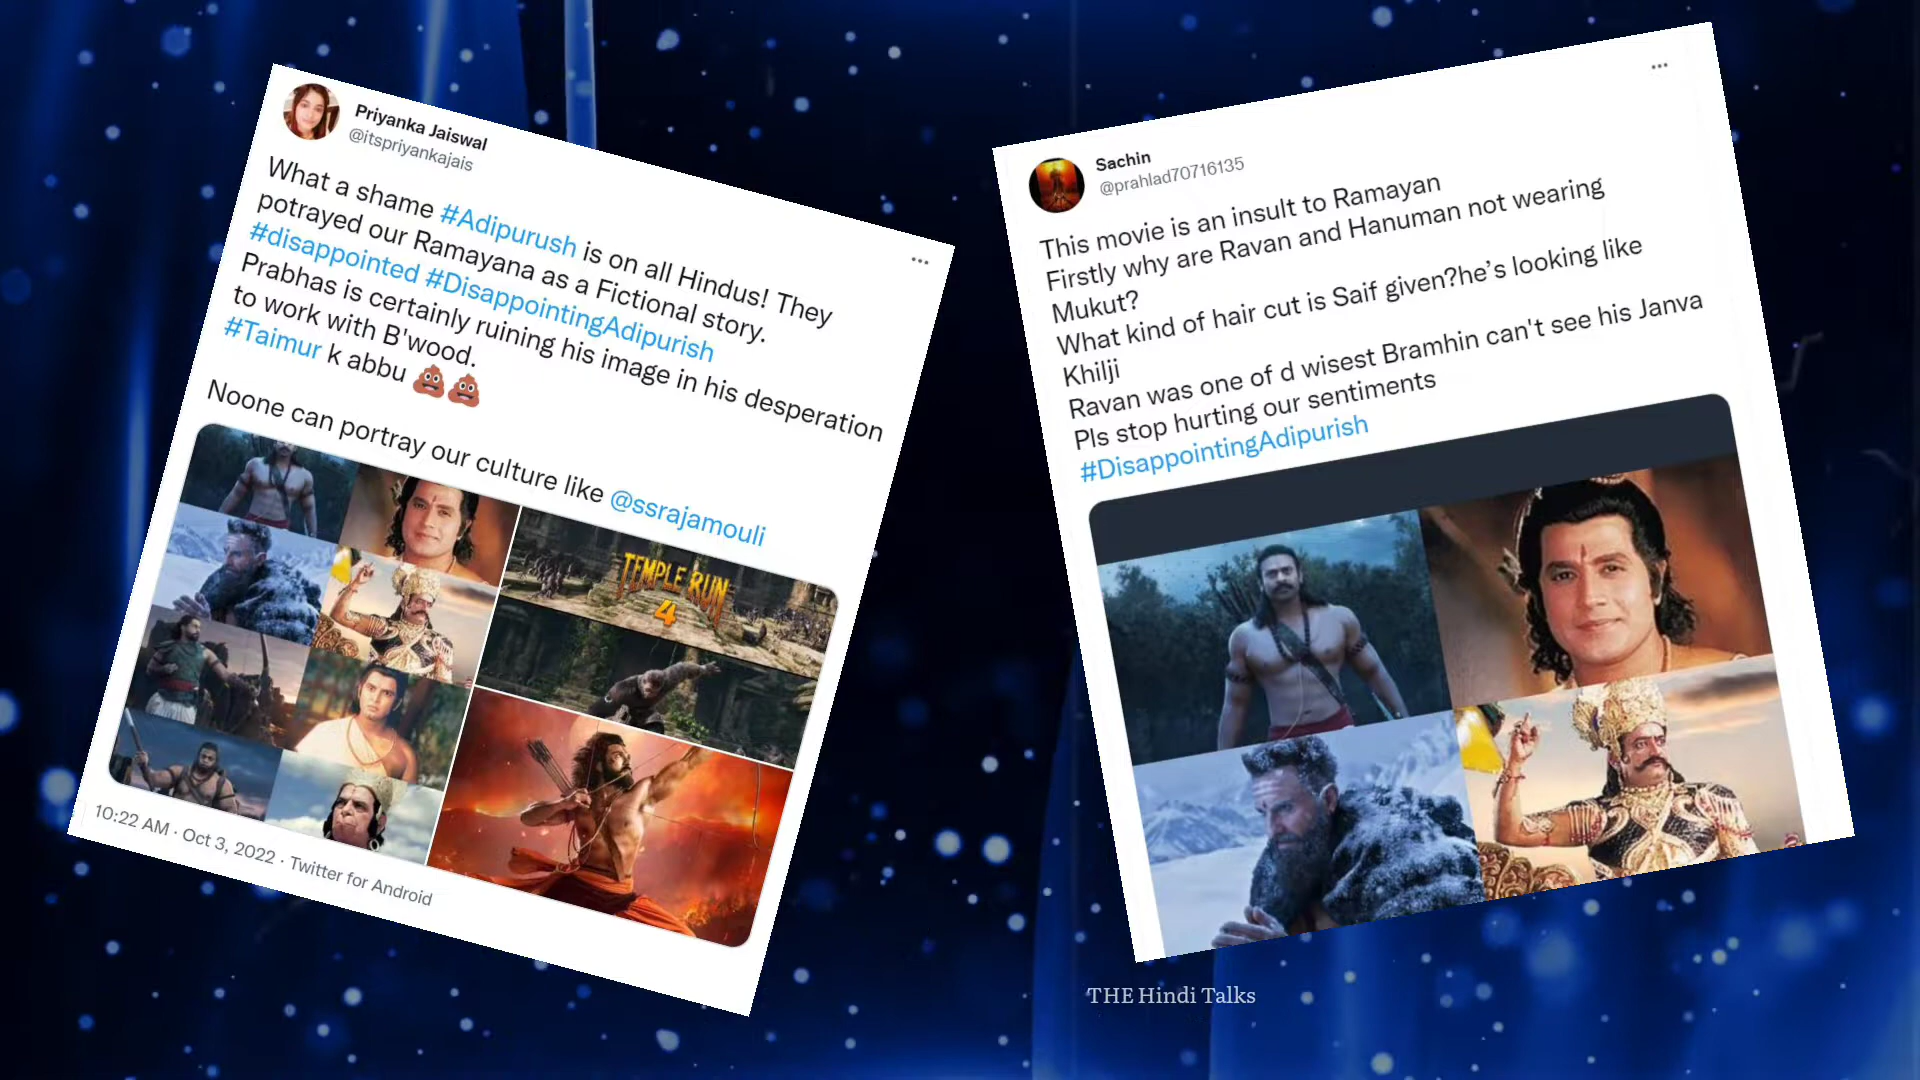 Priyanka Jaiswal
@itspriyankajais
What a shame #Adipurush is on all Hindus! They
potrayed our Ramayana as a Fictional story.
#disappointed #DisappointingAdipurish
Prabhas is certainly ruining his image in his desperation
to work with B'wood.
#Taimur k abbu 💩💩
Noone can portray our culture like @ssrajamouli
TEMPLE RUN
4
10:22 AM · Oct 3, 2022 · Twitter for Android
Sachin
@prahlad70716135
This movie is an insult to Ramayan
Firstly why are Ravan and Hanuman not wearing
Mukut?
What kind of hair cut is Saif given?he's looking like
Khilji
Ravan was one of d wisest Bramhin can't see his Janva
Pls stop hurting our sentiments
#DisappointingAdipurish
THE Hindi Talks